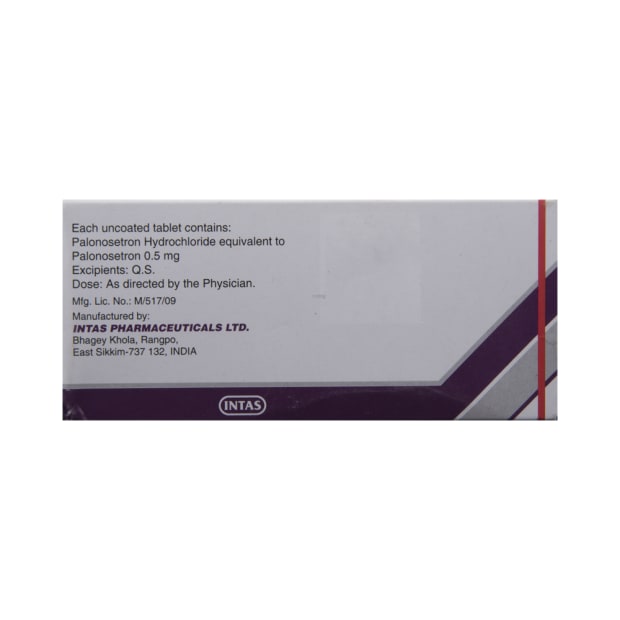 Each uncoated tablet contains:
Palonosetron Hydrochloride equivalent to
Palonosetron 0.5 mg
Excipients: Q.S.
Dose: As directed by the Physician.
Mfg. Lic. No.: M/517/09
Manufactured by:
INTAS PHARMACEUTICALS LTD.
Bhagey Khola, Rangpo,
East Sikkim-737 132, INDIA
INTAS